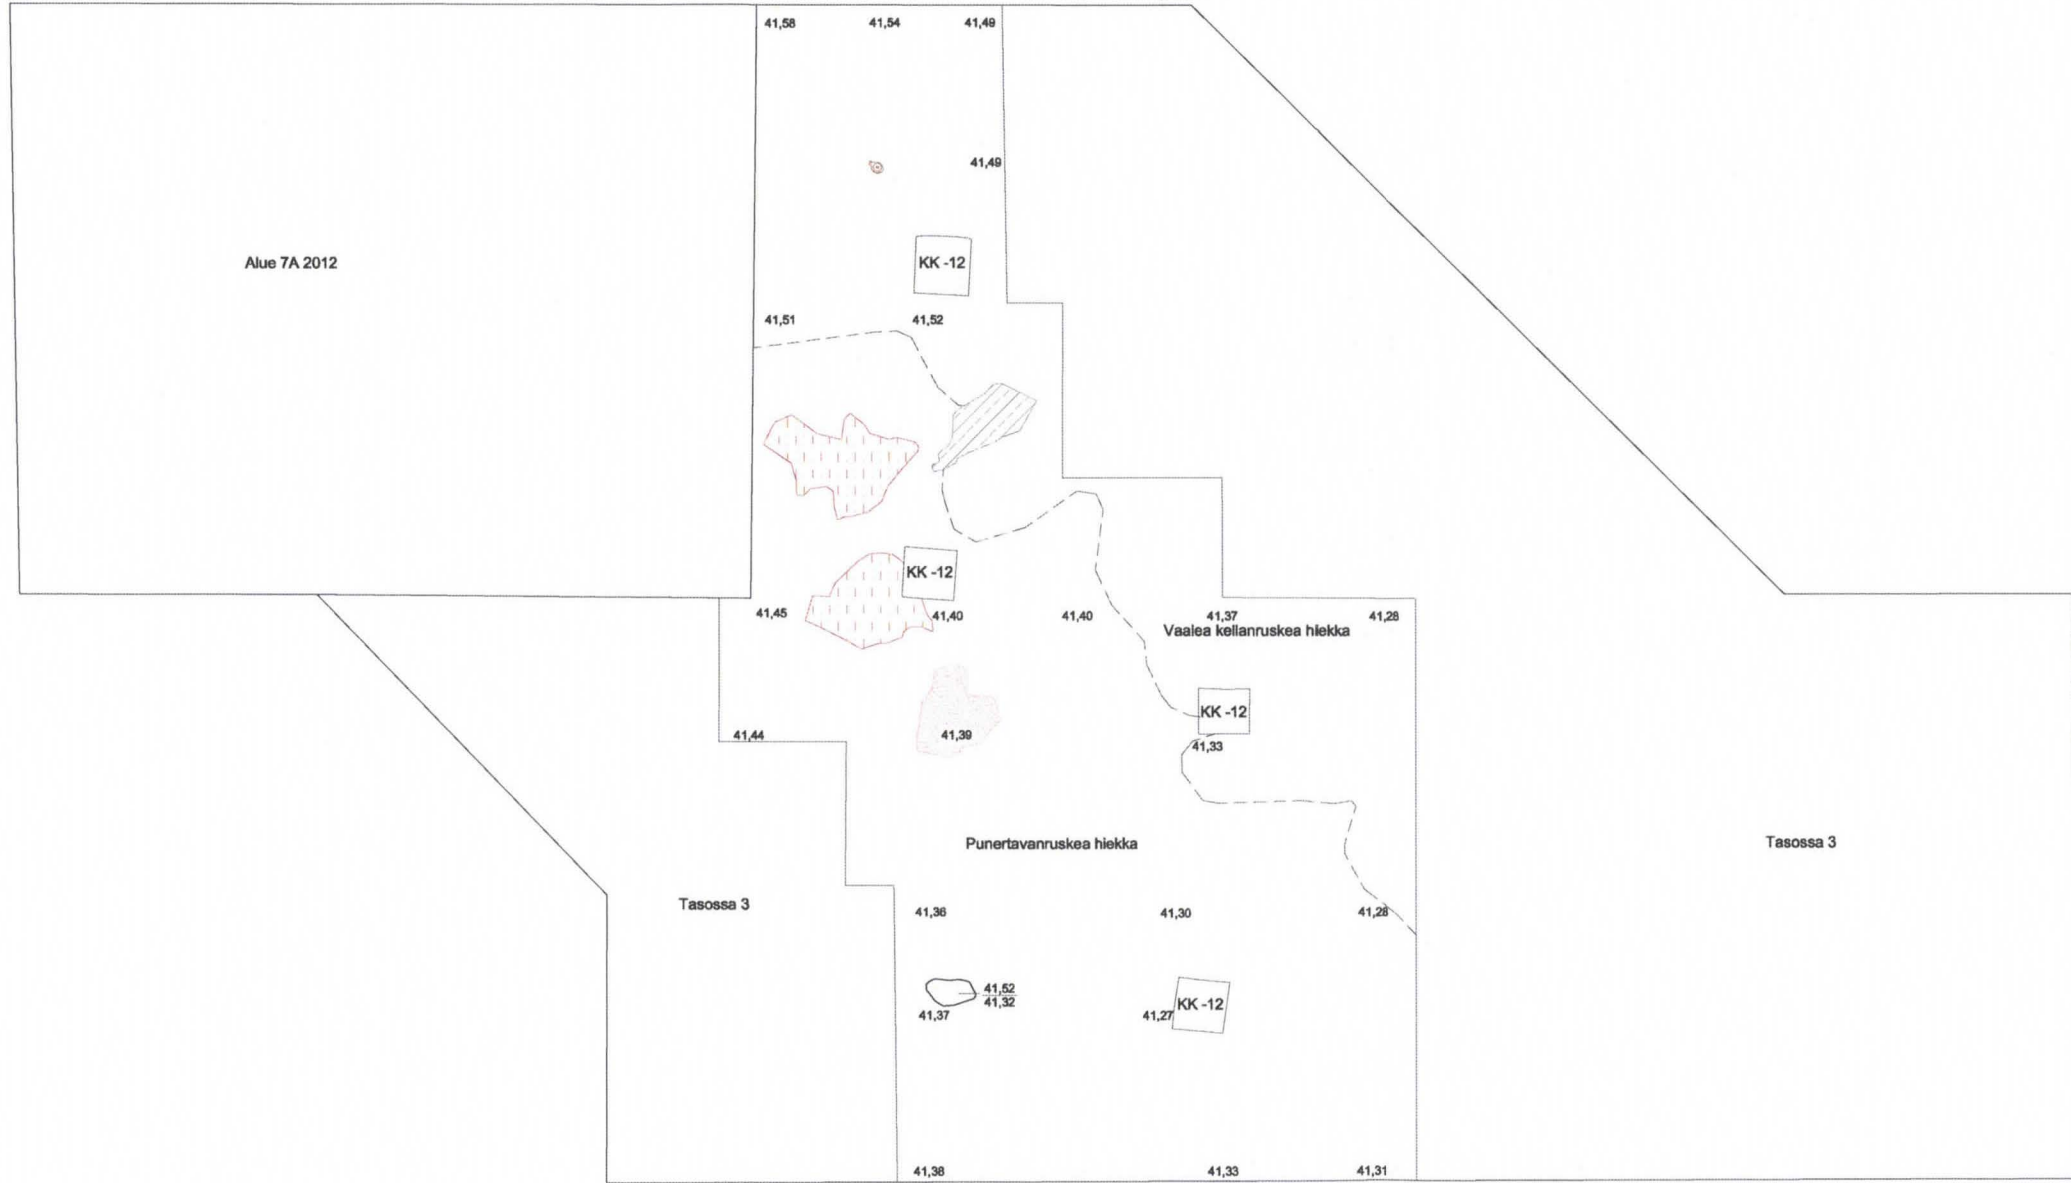 41,58 41,54 41,49
41,49
Alue 7A 2012
KK -12
41,51 41,52
KK -12
41,45 41,40 41,40 41,37 41,28
Vaalea kellanruskea hiekka
KK -12
41,44 41,39
41,33
Punertavanruskea hiekka
Tasossa 3
Tasossa 3
41,36 41,30 41,28
41,52
41,32
KK -12
41,37 41,27
41,38 41,33 41,31